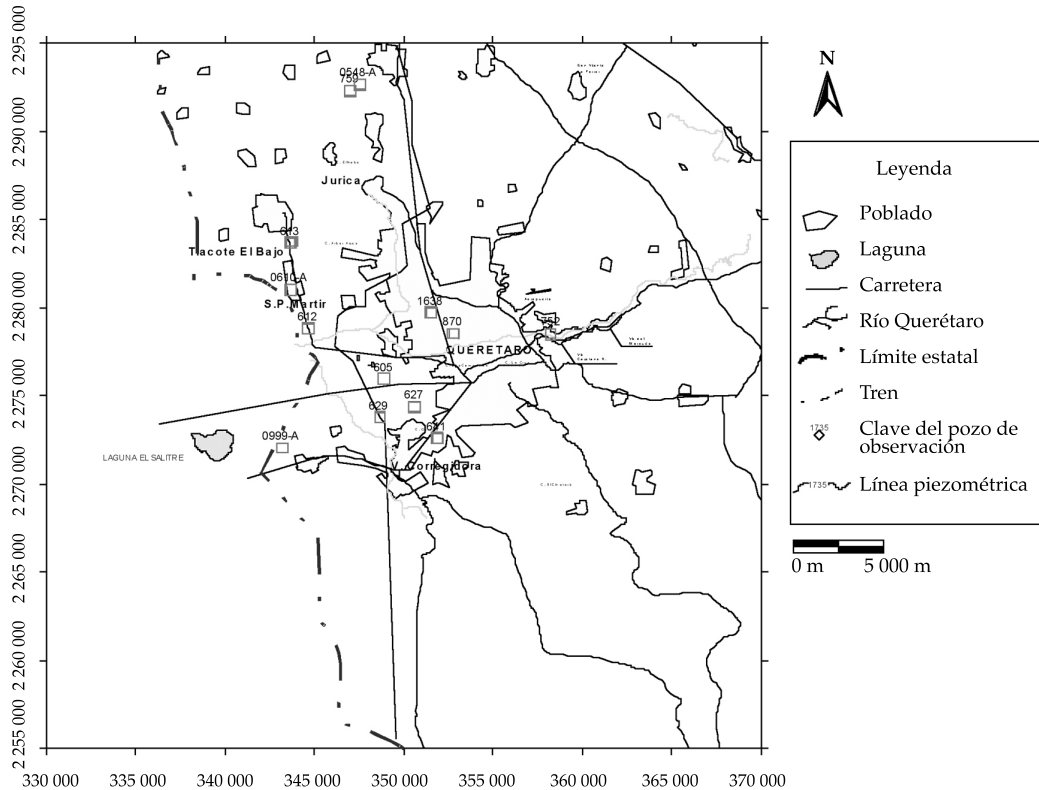 2 295 000
2 290 000
2 285 000
2 280 000
2 275 000
2 270 000
2 265 000
2 260 000
2 255 000
330 000
335 000
340 000
345 000
350 000
355 000
360 000
365 000
370 000
0548-A
759
Jurica
613
Tlacote El Bajo
0610-A
S.P.Martir
612
1638
870
752
QUERETARO
605
627
629
0999-A
LAGUNA EL SALITRE
V. Corregidora
N
Leyenda
Poblado
Laguna
Carretera
Río Querétaro
Límite estatal
Tren
1735
Clave del pozo de
observación
1735
Línea piezométrica
0 m
5 000 m